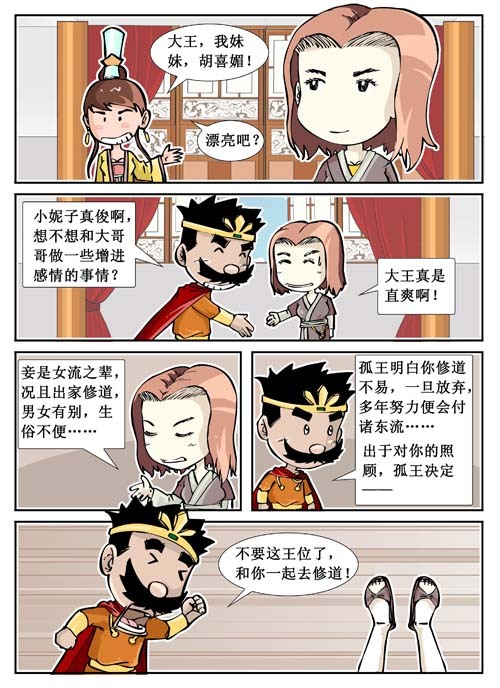 大王，我妹
妹，胡喜媚！
漂亮吧？
小妮子真俊啊，
想不想和大哥
哥做一些增进
感情的事情？
大王真是
直爽啊！
妾是女流之辈，
况且出家修道，
男女有别，生
俗不便……
孤王明白你修道
不易，一旦放弃，
多年努力便会付
诸东流……
出于对你的照
顾，孤王决定
——
不要这王位了，
和你一起去修道！